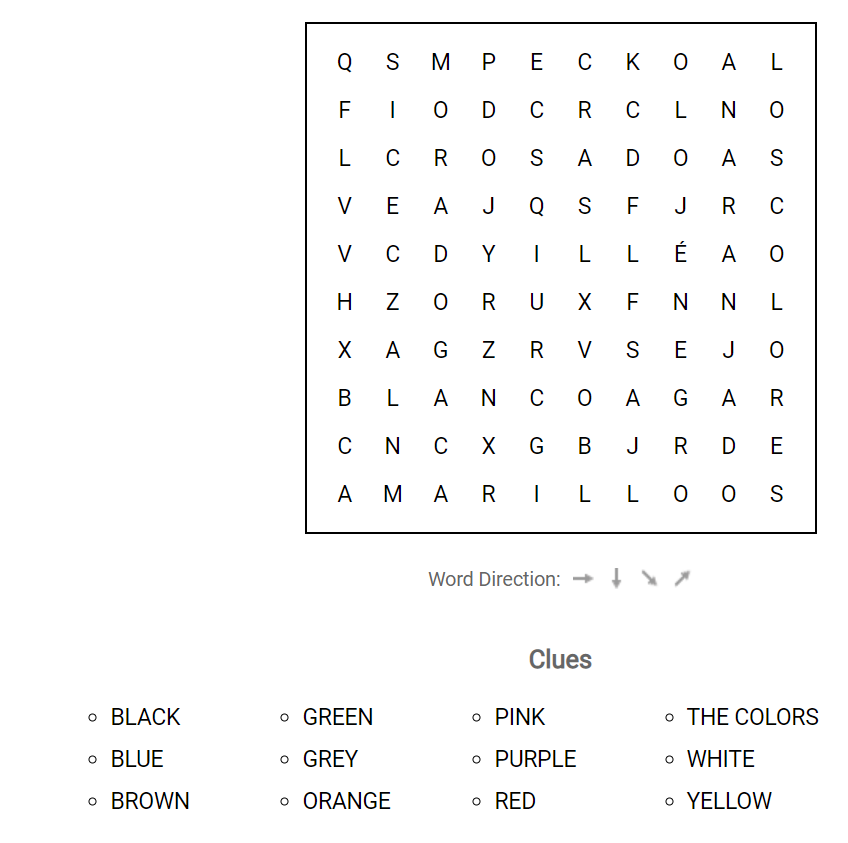 Q S M P E C K O A L
F I O D C R C L N O
L C R O S A D O A S
V E A J Q S F J R C
V C D Y I L L É A O
H Z O R U X F N N L
X A G Z R V S E J O
B L A N C O A G A R
C N C X G B J R D E
A M A R I L L O O S
Word Direction:
Clues
BLACK GREEN PINK THE COLORS
BLUE GREY PURPLE WHITE
BROWN ORANGE RED YELLOW